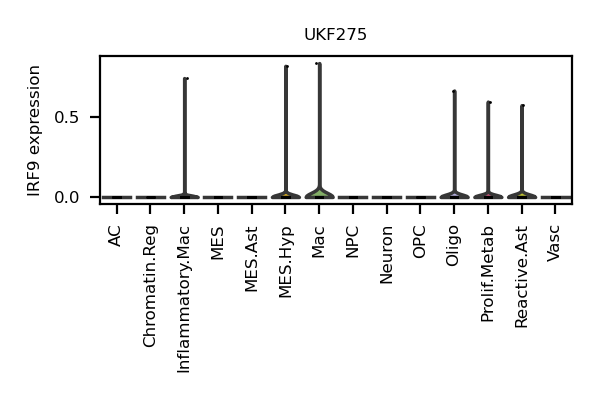 UKF275
IRF9 expression
0.5
0.0
AC
Chromatin.Reg
Inflammatory.Mac
MES
MES.Ast
MES.Hyp
Mac
NPC
Neuron
OPC
Oligo
Prolif.Metab
Reactive.Ast
Vasc